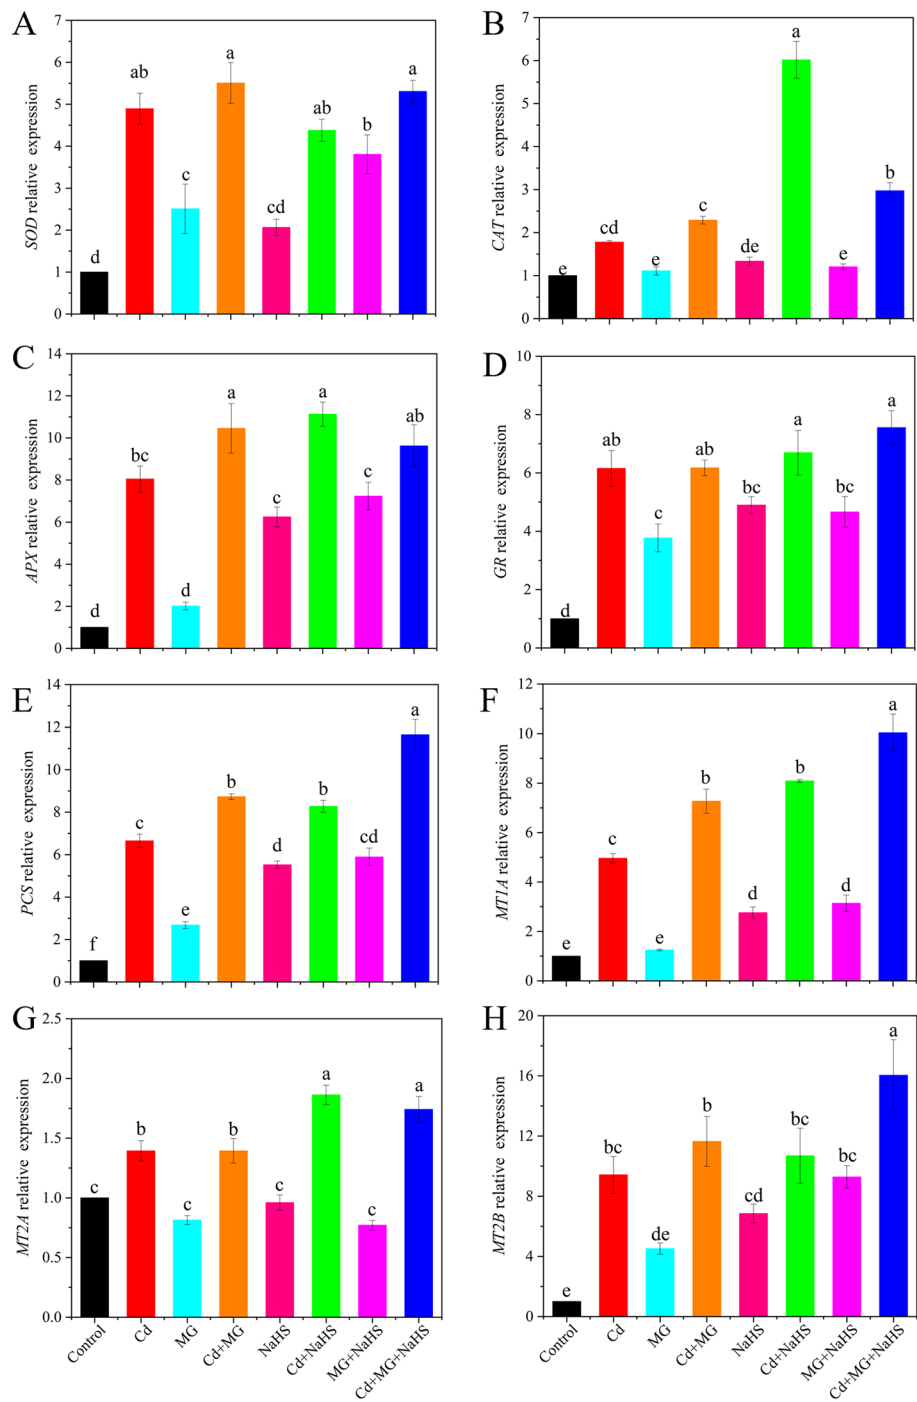 A
SOD relative expression
7
6
5
4
3
2
1
0
d
ab
c
a
cd
ab
b
a
B
CAT relative expression
7
6
5
4
3
2
1
0
e
cd
e
c
de
a
e
b
C
APX relative expression
14
12
10
8
6
4
2
0
d
bc
d
a
c
a
c
ab
D
GR relative expression
10
8
6
4
2
0
d
ab
c
ab
bc
a
bc
a
E
PCS relative expression
14
12
10
8
6
4
2
0
f
c
e
b
d
b
cd
a
F
MT1A relative expression
12
10
8
6
4
2
0
e
c
e
b
d
b
d
a
G
MT2A relative expression
2.5
2.0
1.5
1.0
0.5
0.0
c
b
c
b
c
a
c
a
Control
Cd
MG
Cd+MG
NaHS
Cd+NaHS
MG+NaHS
Cd+MG+NaHS
H
MT2B relative expression
20
16
12
8
4
0
e
bc
de
b
cd
bc
bc
a
Control
Cd
MG
Cd+MG
NaHS
Cd+NaHS
MG+NaHS
Cd+MG+NaHS